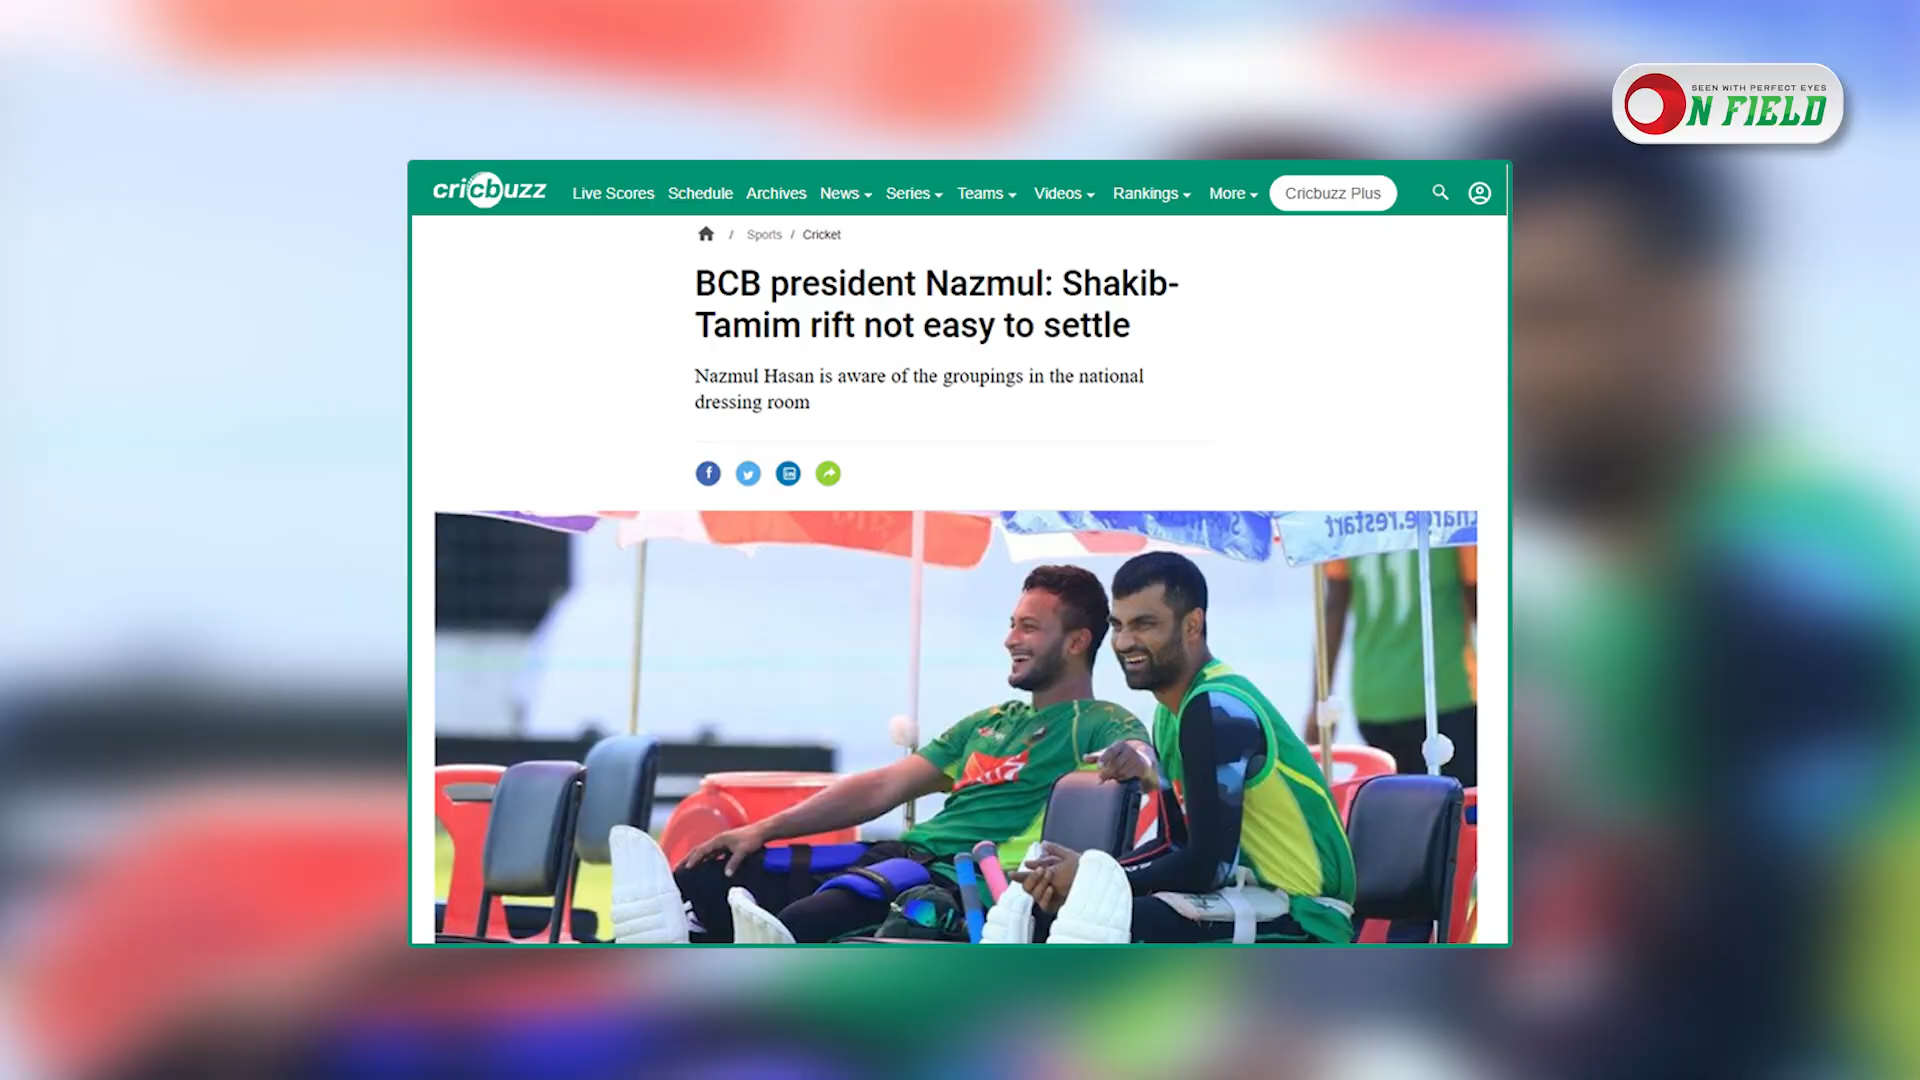 SEEN WITH PERFECT EYES
N FIELD
cricbuzz
Live Scores Schedule Archives News Series Teams Videos Rankings More Cricbuzz Plus
/ Sports / Cricket
BCB president Nazmul: Shakib-
Tamim rift not easy to settle
Nazmul Hasan is aware of the groupings in the national
dressing room
charge.restart